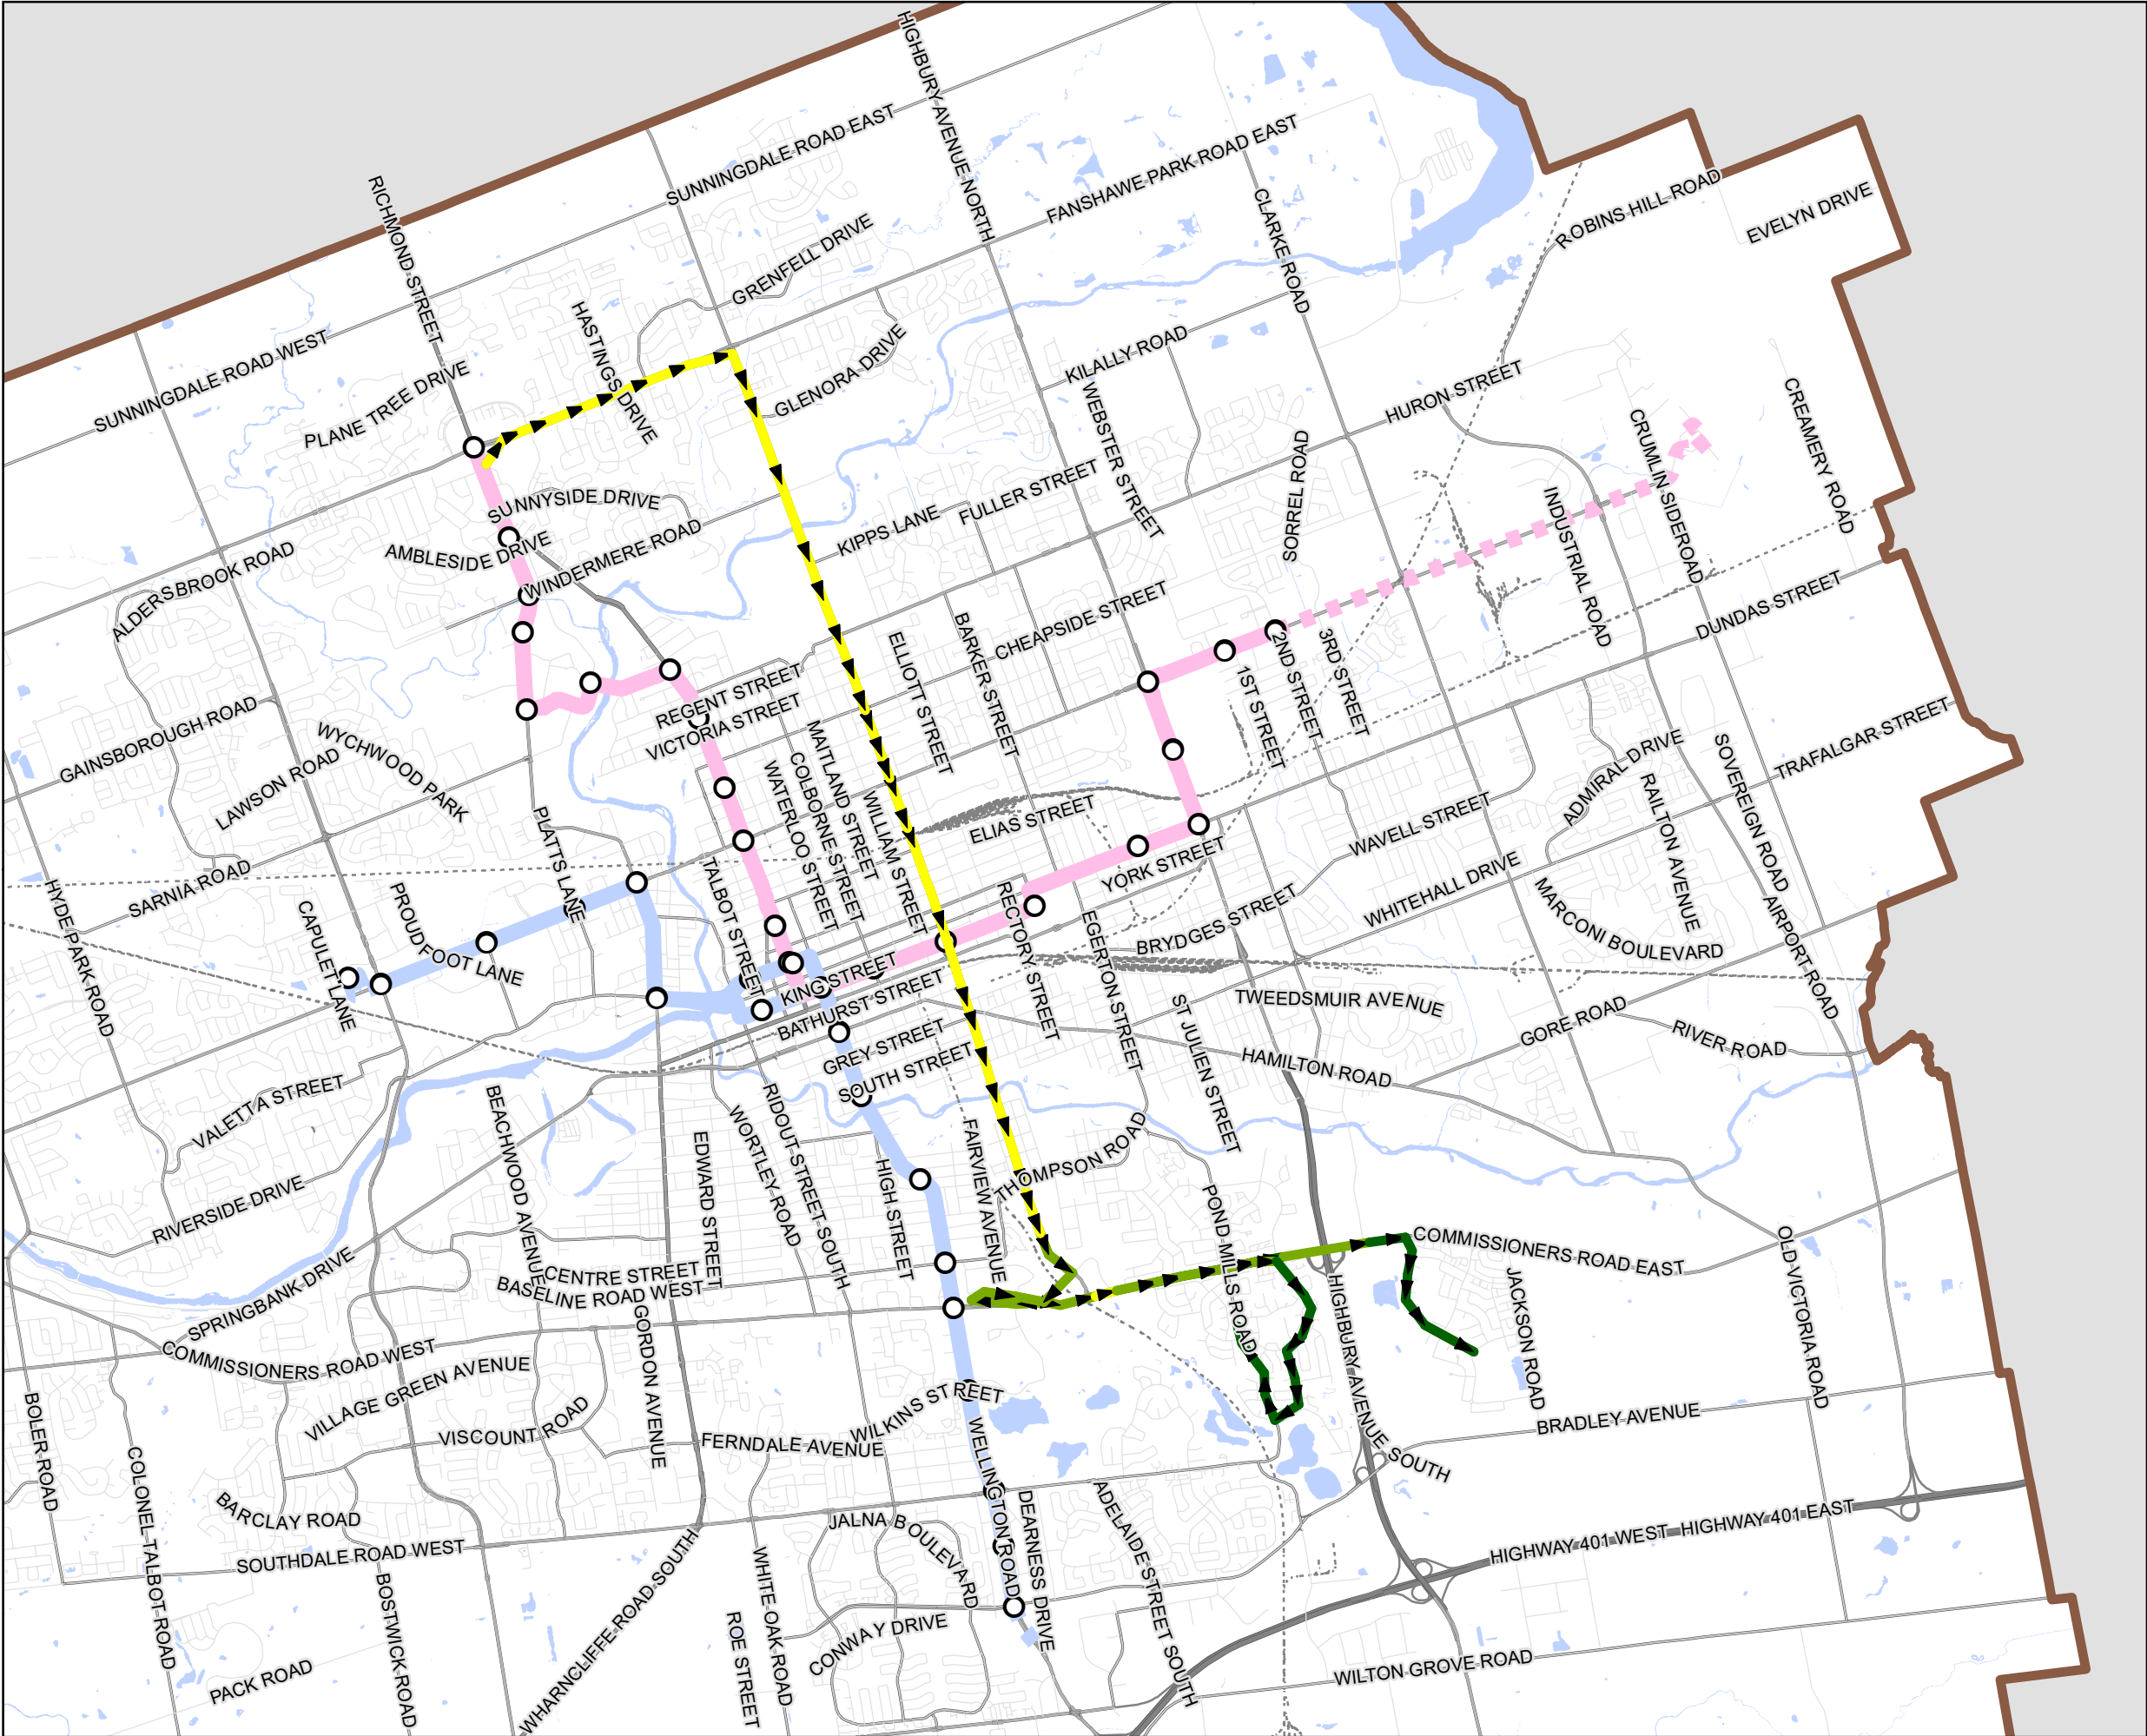 HIGHBURY AVENUE NORTH
SUNNINGDALE ROAD EAST
FANSHAWE PARK ROAD EAST
RICHMOND STREET
CLARKE ROAD
ROBINS HILL ROAD
EVELYN DRIVE
GRENFELL DRIVE
HASTINGS DRIVE
SUNNINGDALE ROAD WEST
PLANE TREE DRIVE
GLENORA DRIVE
KILALLY ROAD
WEBSTER STREET
HURON STREET
CREAMERY ROAD
CRUMLIN SIDEROAD
SORREL ROAD
INDUSTRIAL ROAD
SUNNYSIDE DRIVE
AMBLESIDE DRIVE
WINDERMERE ROAD
KIPPS LANE
FULLER STREET
ALDERSBROOK ROAD
CHEAPSIDE STREET
DUNDAS STREET
ELLIOTT STREET
BARKER STREET
1ST STREET
2ND STREET
3RD STREET
REGENT STREET
VICTORIA STREET
GAINSBOROUGH ROAD
LAWSON ROAD
WYCHWOOD PARK
MAITLAND STREET
COLBORNE STREET
WATERLOO STREET
WILLIAM STREET
ELIAS STREET
TRAFALGAR STREET
ADMIRAL DRIVE
RAILTON AVENUE
SOVEREIGN ROAD
AIRPORT ROAD
WAVELL STREET
WHITEHALL DRIVE
MARCONI BOULEVARD
PLATTS LANE
TALBOT STREET
YORK STREET
SARNIA ROAD
HYDE PARK ROAD
CAPULET LANE
PROUDFOOT LANE
RECTORY STREET
EGERTON STREET
BRYDGES STREET
KING STREET
BATHURST STREET
GREY STREET
SOUTH STREET
ST JULIEN STREET
TWEEDSMUIR AVENUE
GORE ROAD
RIVER ROAD
HAMILTON ROAD
VALETTA STREET
BEACHWOOD AVENUE
RIVERSIDE DRIVE
SPRINGBANK DRIVE
EDWARD STREET
WORTLEY ROAD
RIDOUT STREET SOUTH
HIGH STREET
FAIRVIEW AVENUE
THOMPSON ROAD
POND MILLS ROAD
COMMISSIONERS ROAD EAST
OLD VICTORIA ROAD
JACKSON ROAD
HIGHBURY AVENUE SOUTH
CENTRE STREET
BASELINE ROAD WEST
GORDON AVENUE
COMMISSIONERS ROAD WEST
VILLAGE GREEN AVENUE
VISCOUNT ROAD
FERNDALE AVENUE
WILKINS STREET
WELLINGTON ROAD
BRADLEY AVENUE
BOLER ROAD
COLONEL TALBOT ROAD
BARCLAY ROAD
SOUTHDALE ROAD WEST
BOSTWICK ROAD
PACK ROAD
WHARNCLIFFE ROAD SOUTH
WHITE OAK ROAD
ROE STREET
JALNA BOULEVARD
CONWAY DRIVE
DEARNESS DRIVE
ADELAIDE STREET SOUTH
HIGHWAY 401 WEST
HIGHWAY 401 EAST
WILTON GROVE ROAD